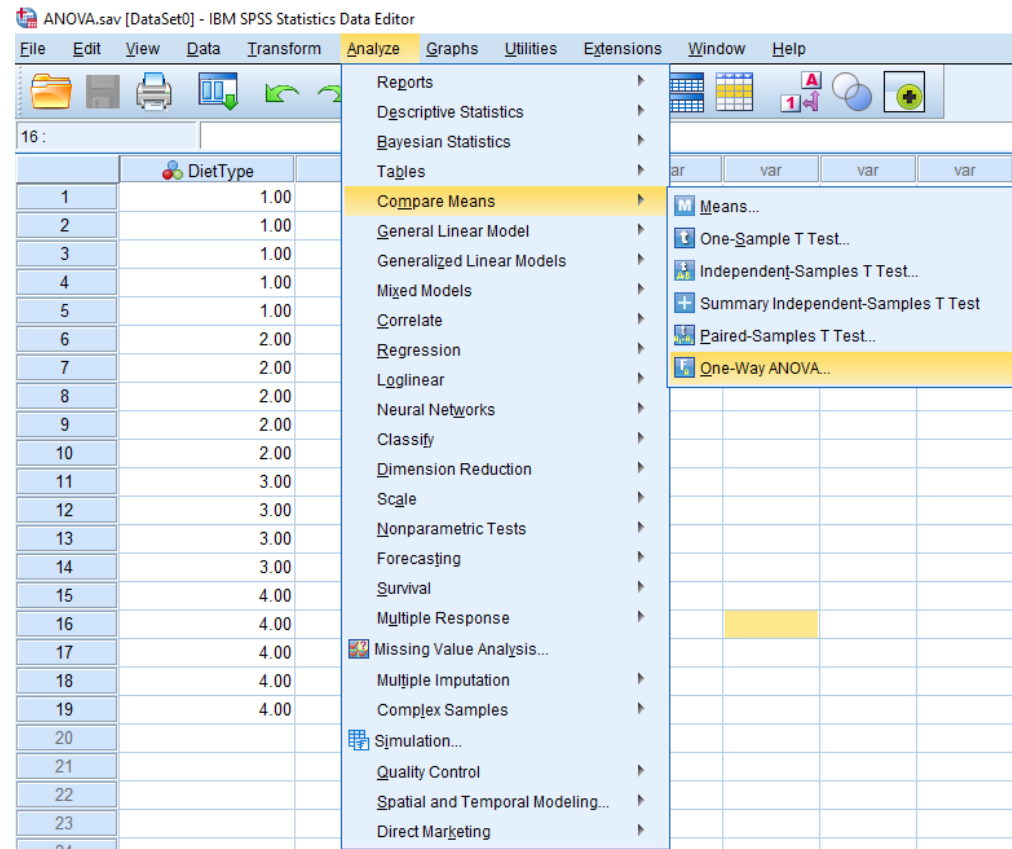 ANOVA.sav [DataSet0] - IBM SPSS Statistics Data Editor
File Edit View Data Transform Analyze Graphs Utilities Extensions Window Help
A
1
16 :
DietType
ar var var var
1 1.00
2 1.00
3 1.00
4 1.00
5 1.00
6 2.00
7 2.00
8 2.00
9 2.00
10 2.00
11 3.00
12 3.00
13 3.00
14 3.00
15 4.00
16 4.00
17 4.00
18 4.00
19 4.00
20
21
22
23
Reports
Descriptive Statistics
Bayesian Statistics
Tables
Compare Means
General Linear Model
Generalized Linear Models
Mixed Models
Correlate
Regression
Loglinear
Neural Networks
Classify
Dimension Reduction
Scale
Nonparametric Tests
Forecasting
Survival
Multiple Response
Missing Value Analysis...
Multiple Imputation
Complex Samples
Simulation...
Quality Control
Spatial and Temporal Modeling...
Direct Marketing
M Means...
t One-Sample T Test...
Independent-Samples T Test...
Summary Independent-Samples T Test
Paired-Samples T Test...
One-Way ANOVA...